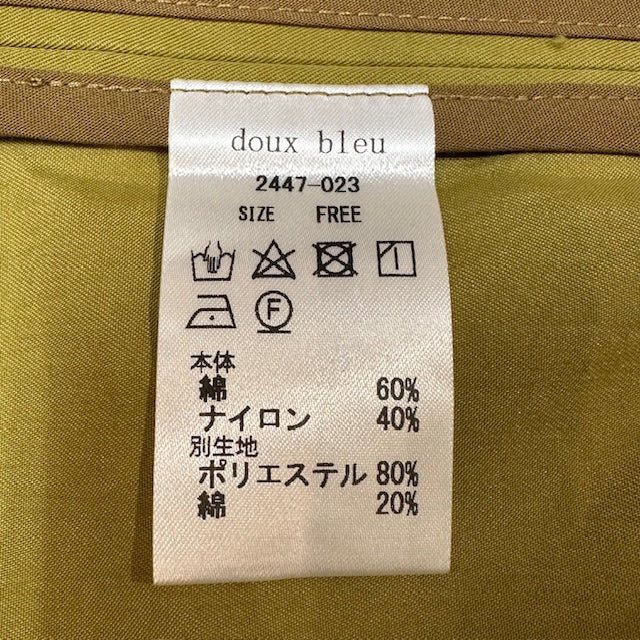 doux bleu
2447-023
SIZE FREE
F
本体
綿 60%
ナイロン 40%
別生地
ポリエステル 80%
綿 20%